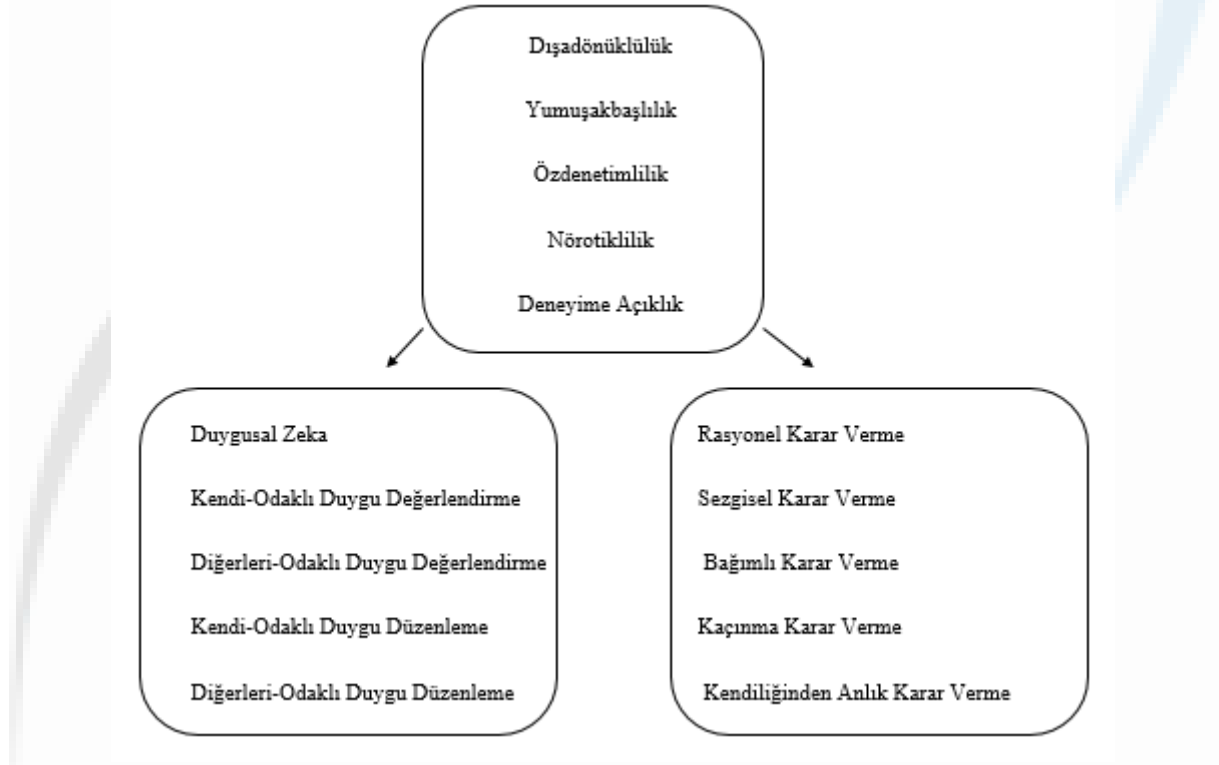 Dışadönüklülük
Yumuşakbaşlılık
Özdenetimlilik
Nörotiklilik
Deneyime Açıklık
Duygusal Zeka
Kendi-Odaklı Duygu Değerlendirme
Diğerleri-Odaklı Duygu Değerlendirme
Kendi-Odaklı Duygu Düzenleme
Diğerleri-Odaklı Duygu Düzenleme
Rasyonel Karar Verme
Sezgisel Karar Verme
Bağımlı Karar Verme
Kaçınma Karar Verme
Kendiliğinden Anlık Karar Verme